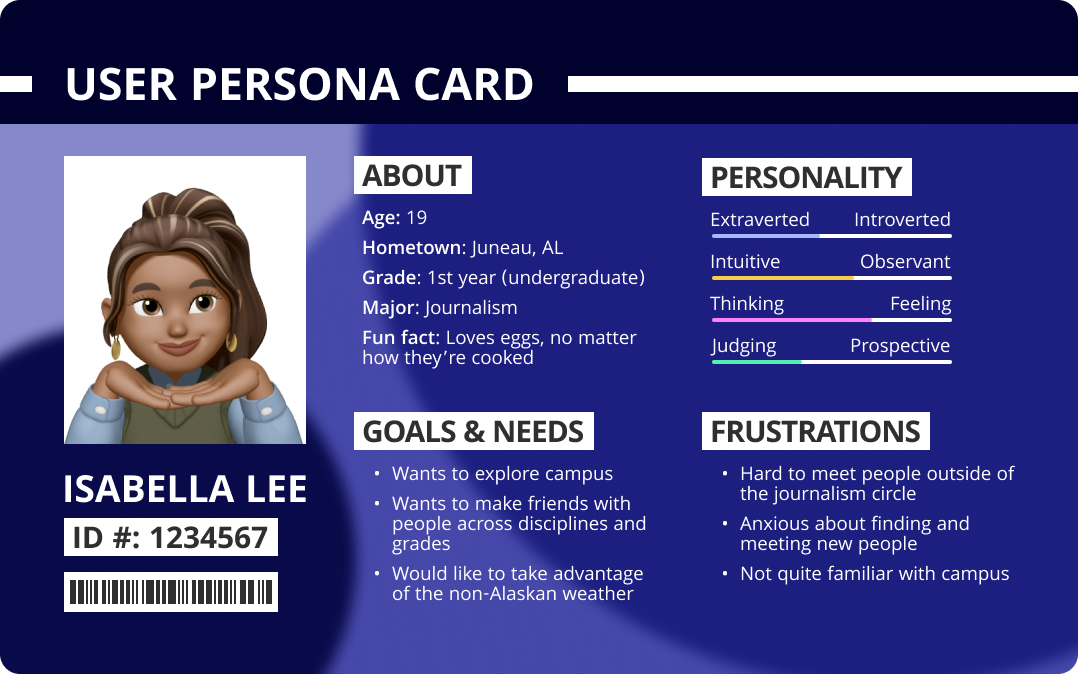 USER PERSONA CARD
ISABELLA LEE
ID #: 1234567
ABOUT
Age: 19
Hometown: Juneau, AL
Grade: 1st year (undergraduate)
Major: Journalism
Fun fact: Loves eggs, no matter
how they’re cooked
PERSONALITY
Extraverted Introverted
Intuitive Observant
Thinking Feeling
Judging Prospective
GOALS & NEEDS
• Wants to explore campus
• Wants to make friends with
people across disciplines and
grades
• Would like to take advantage
of the non-Alaskan weather
FRUSTRATIONS
• Hard to meet people outside of
the journalism circle
• Anxious about finding and
meeting new people
• Not quite familiar with campus